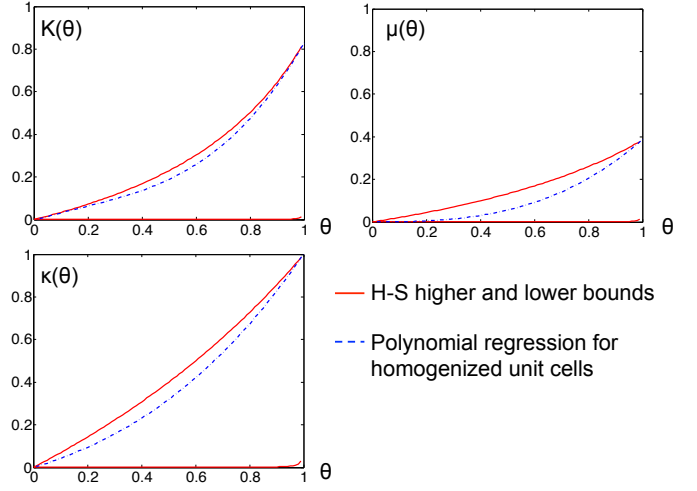 K(θ)
1
0.8
0.6
0.4
0.2
0
0 0.2 0.4 0.6 0.8 1 θ
μ(θ)
1
0.8
0.6
0.4
0.2
0
0 0.2 0.4 0.6 0.8 1 θ
κ(θ)
1
0.8
0.6
0.4
0.2
0
0 0.2 0.4 0.6 0.8 1 θ
H-S higher and lower bounds
Polynomial regression for
homogenized unit cells